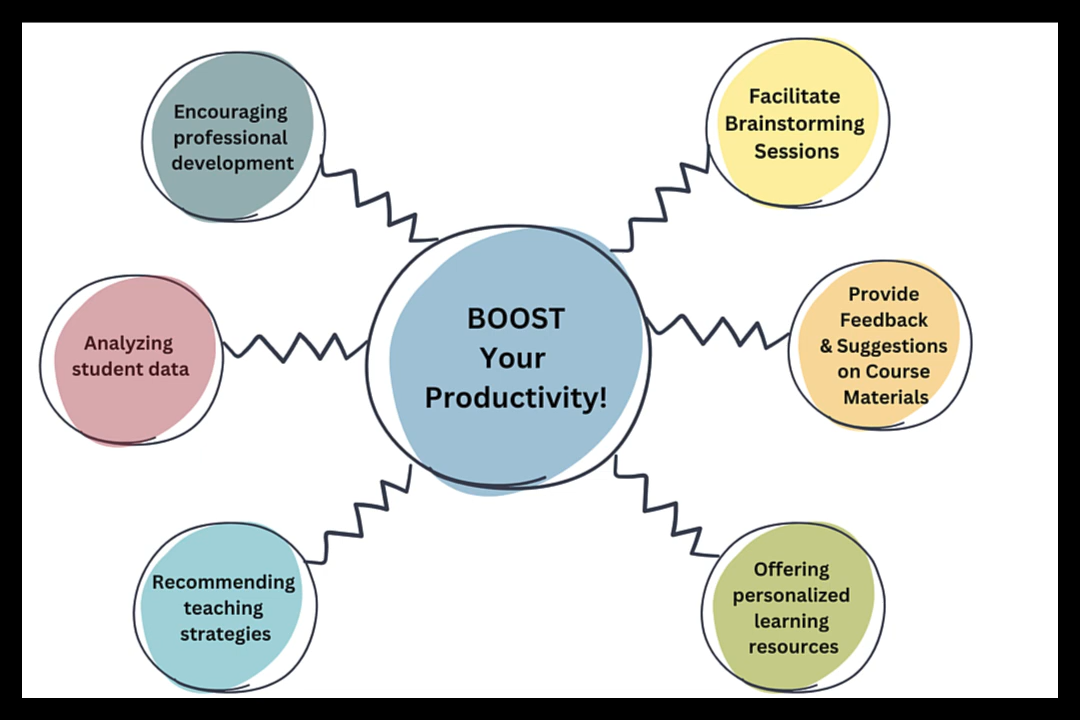 Encouraging
professional
development
Facilitate
Brainstorming
Sessions
Analyzing
student data
BOOST
Your
Productivity!
Provide
Feedback
& Suggestions
on Course
Materials
Recommending
teaching
strategies
Offering
personalized
learning
resources